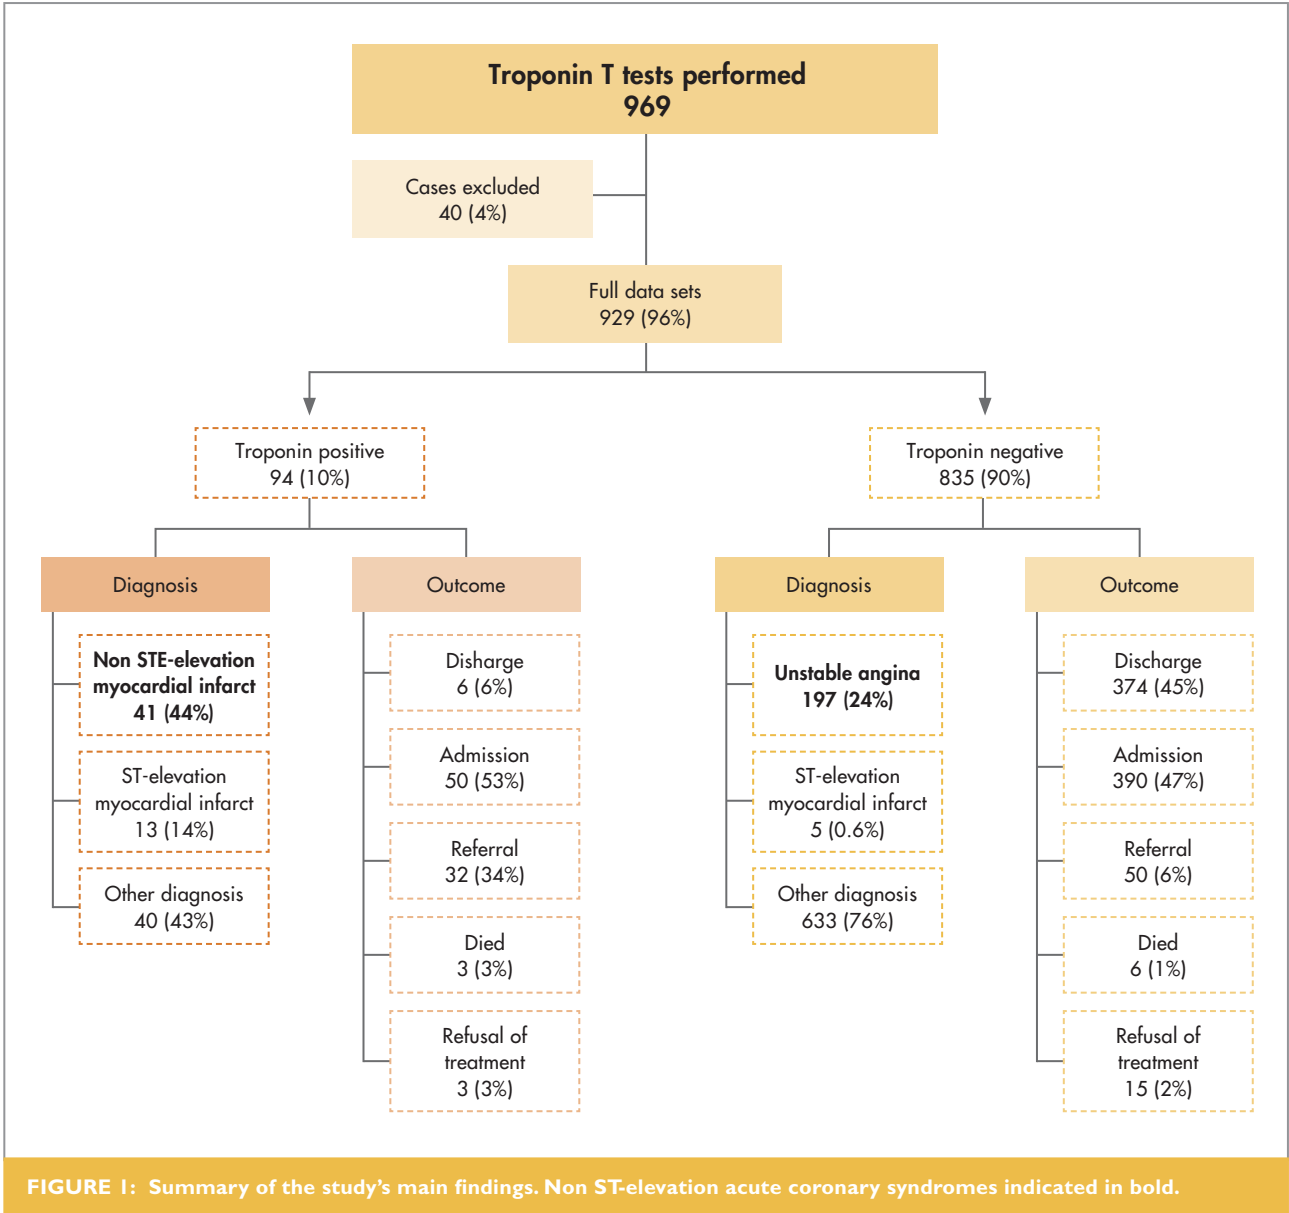 Troponin T tests performed
969
Cases excluded
40 (4%)
Full data sets
929 (96%)
Troponin positive
94 (10%)
Troponin negative
835 (90%)
Diagnosis
Non STE-elevation
myocardial infarct
41 (44%)
ST-elevation
myocardial infarct
13 (14%)
Other diagnosis
40 (43%)
Outcome
Disharge
6 (6%)
Admission
50 (53%)
Referral
32 (34%)
Died
3 (3%)
Refusal of
treatment
3 (3%)
Diagnosis
Unstable angina
197 (24%)
ST-elevation
myocardial infarct
5 (0.6%)
Other diagnosis
633 (76%)
Outcome
Discharge
374 (45%)
Admission
390 (47%)
Referral
50 (6%)
Died
6 (1%)
Refusal of
treatment
15 (2%)
FIGURE 1: Summary of the study's main findings. Non ST-elevation acute coronary syndromes indicated in bold.